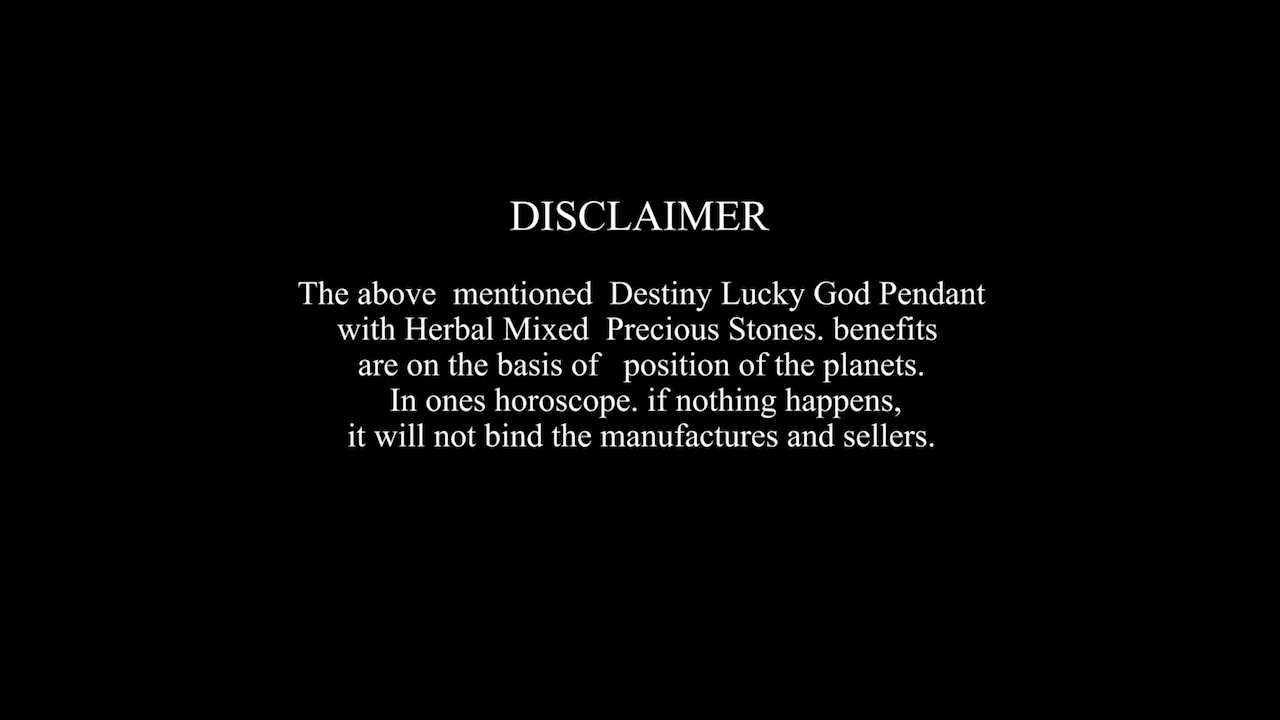 DISCLAIMER
The above mentioned Destiny Lucky God Pendant
with Herbal Mixed Precious Stones. benefits
are on the basis of position of the planets.
In ones horoscope. if nothing happens,
it will not bind the manufactures and sellers.